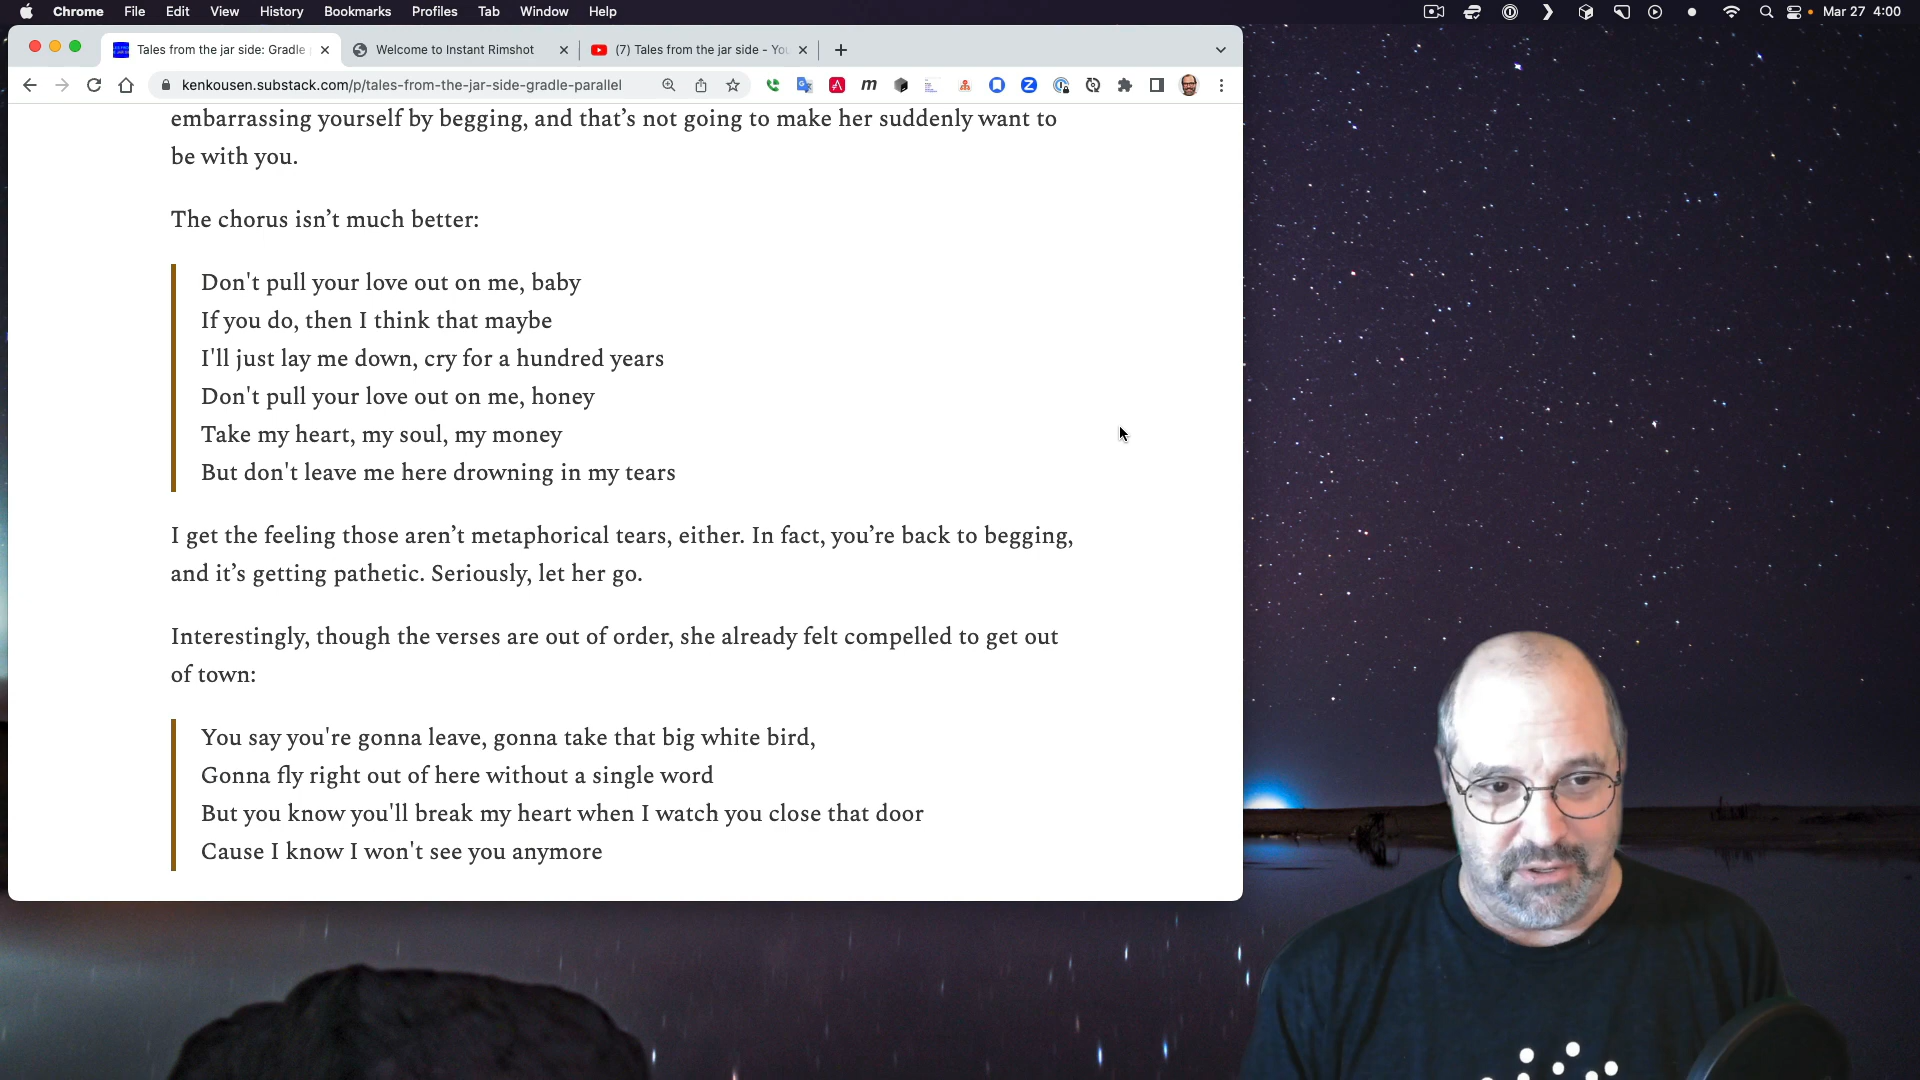 Chrome File Edit View History Bookmarks Profiles Tab Window Help Mar 27 4:00
Tales from the jar side: Gradle Welcome to Instant Rimshot (7) Tales from the jar side - You
kenkousen.substack.com/p/tales-from-the-jar-side-gradle-parallel
embarrassing yourself by begging, and that’s not going to make her suddenly want to
be with you.
The chorus isn’t much better:
Don't pull your love out on me, baby
If you do, then I think that maybe
I'll just lay me down, cry for a hundred years
Don't pull your love out on me, honey
Take my heart, my soul, my money
But don't leave me here drowning in my tears
I get the feeling those aren’t metaphorical tears, either. In fact, you’re back to begging,
and it’s getting pathetic. Seriously, let her go.
Interestingly, though the verses are out of order, she already felt compelled to get out
of town:
You say you're gonna leave, gonna take that big white bird,
Gonna fly right out of here without a single word
But you know you'll break my heart when I watch you close that door
Cause I know I won't see you anymore